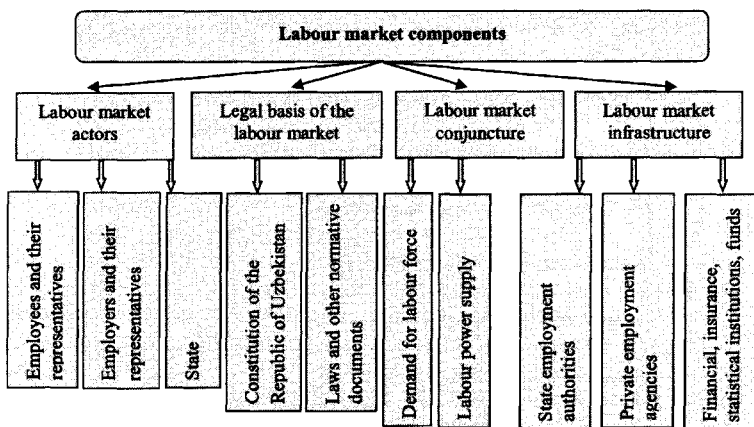 Labour market components
Labour market
actors
Legal basis of the
labour market
Labour market
conjuncture
Labour market
infrastructure
Employees and their
representatives
Employers and their
representatives
State
Constitution of the
Republic of Uzbekistan
Laws and other normative
documents
Demand for labour force
Labour power supply
State employment
authorities
Private employment
agencies
Financial, insurance,
statistical institutions, funds